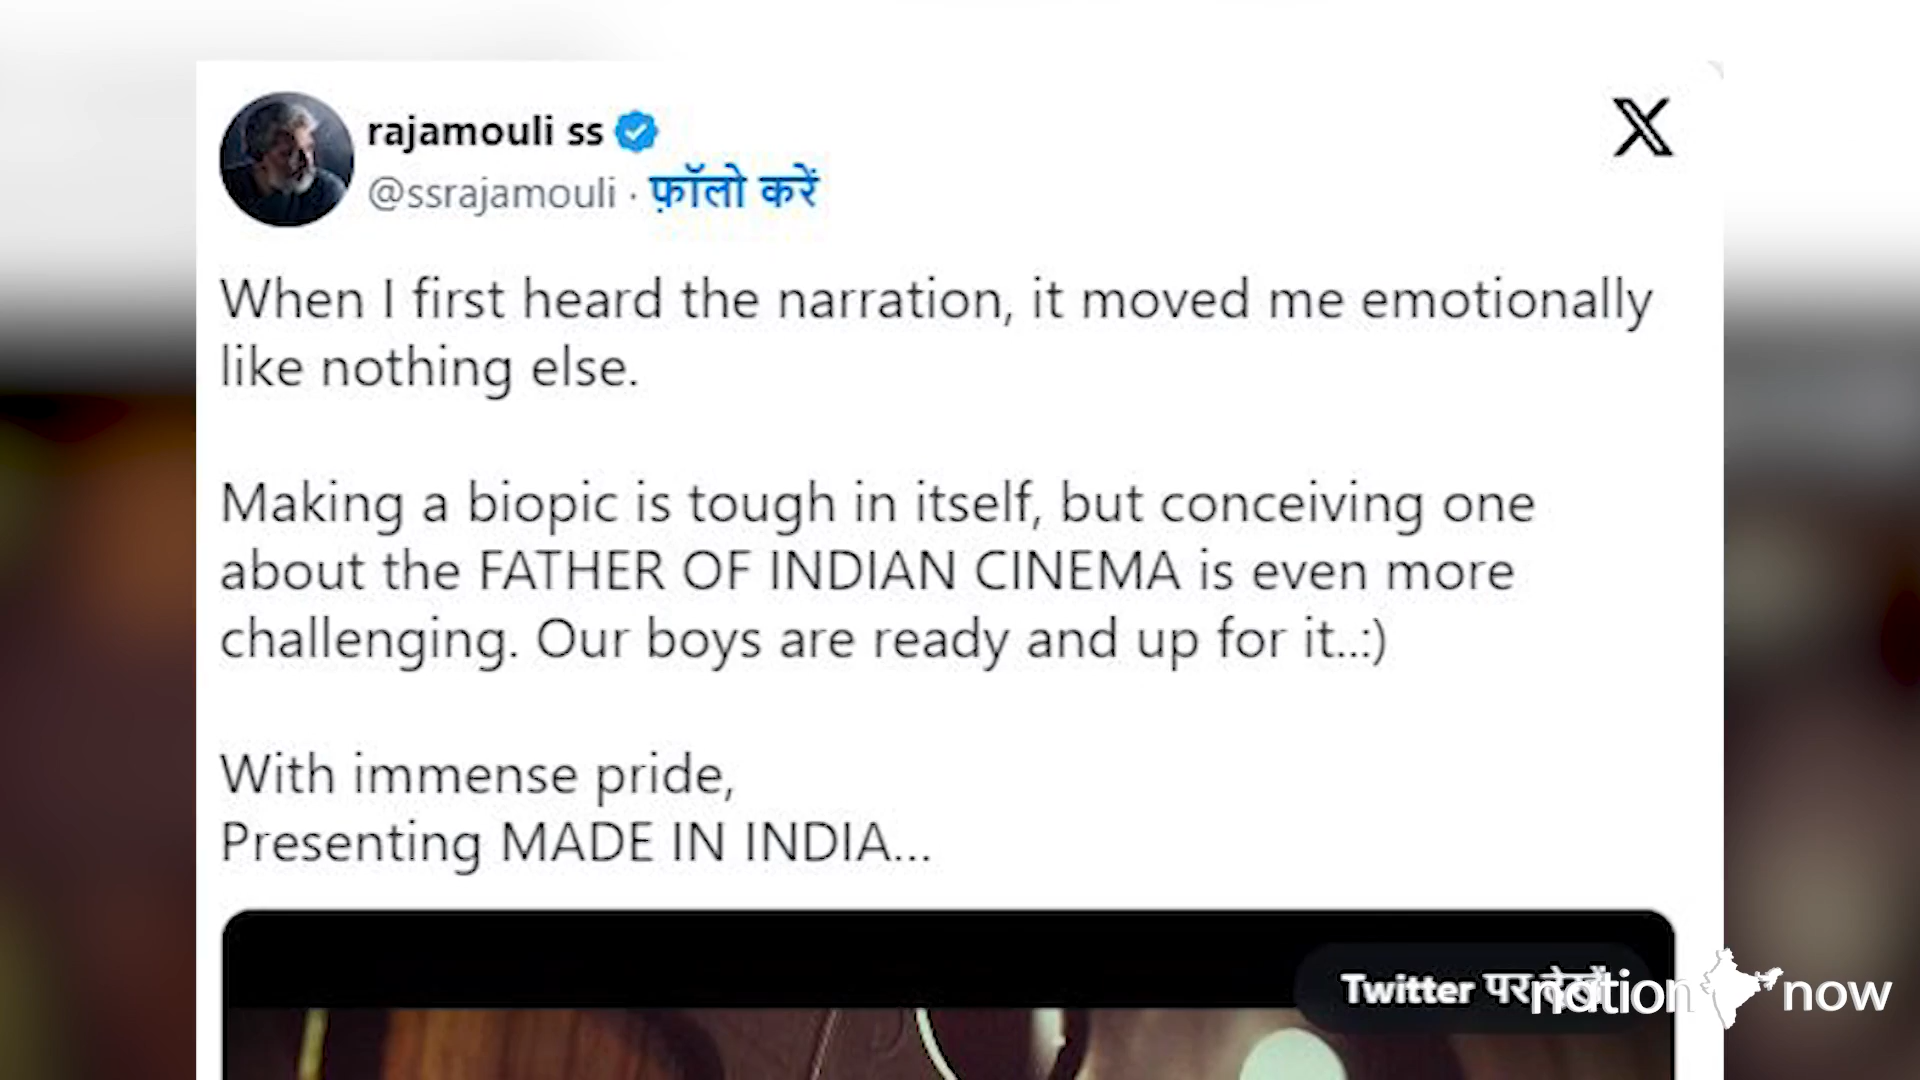 rajamouli ss
@ssrajamouli · फ़ॉलो करें
When I first heard the narration, it moved me emotionally
like nothing else.
Making a biopic is tough in itself, but conceiving one
about the FATHER OF INDIAN CINEMA is even more
challenging. Our boys are ready and up for it..:)
With immense pride,
Presenting MADE IN INDIA...
Twitter पर
nation now